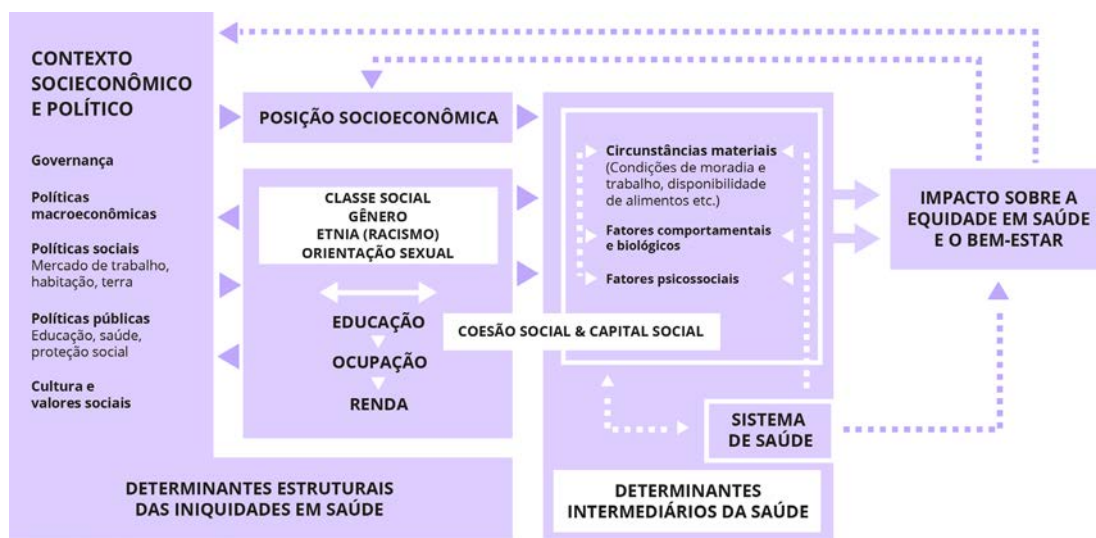 CONTEXTO
SOCIECONÔMICO
E POLÍTICO
Governança
Políticas
macroeconômicas
Políticas sociais
Mercado de trabalho,
habitação, terra
Políticas públicas
Educação, saúde,
proteção social
Cultura e
valores sociais
POSIÇÃO SOCIOECONÔMICA
CLASSE SOCIAL
GÊNERO
ETNIA (RACISMO)
ORIENTAÇÃO SEXUAL
EDUCAÇÃO
OCUPAÇÃO
RENDA
COESÃO SOCIAL & CAPITAL SOCIAL
Circunstâncias materiais
(Condições de moradia e
trabalho, disponibilidade
de alimentos etc.)
Fatores comportamentais
e biológicos
Fatores psicossociais
SISTEMA
DE SAÚDE
IMPACTO SOBRE A
EQUIDADE EM SAÚDE
E O BEM-ESTAR
DETERMINANTES ESTRUTURAIS
DAS INIQUIDADES EM SAÚDE
DETERMINANTES
INTERMEDIÁRIOS DA SAÚDE